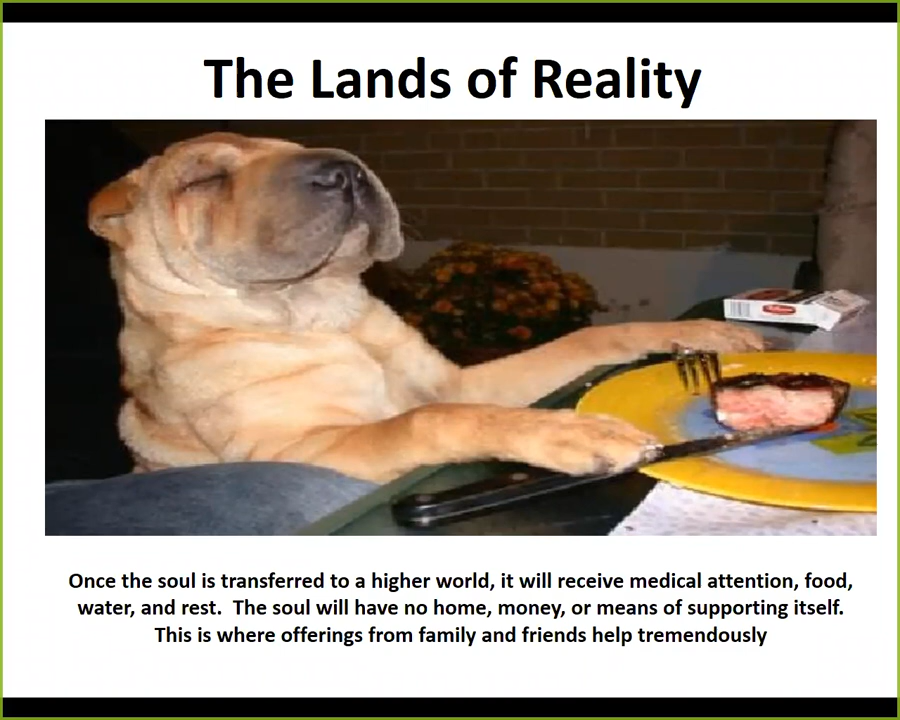 The Lands of Reality
Once the soul is transferred to a higher world, it will receive medical attention, food,
water, and rest.  The soul will have no home, money, or means of supporting itself.
This is where offerings from family and friends help tremendously